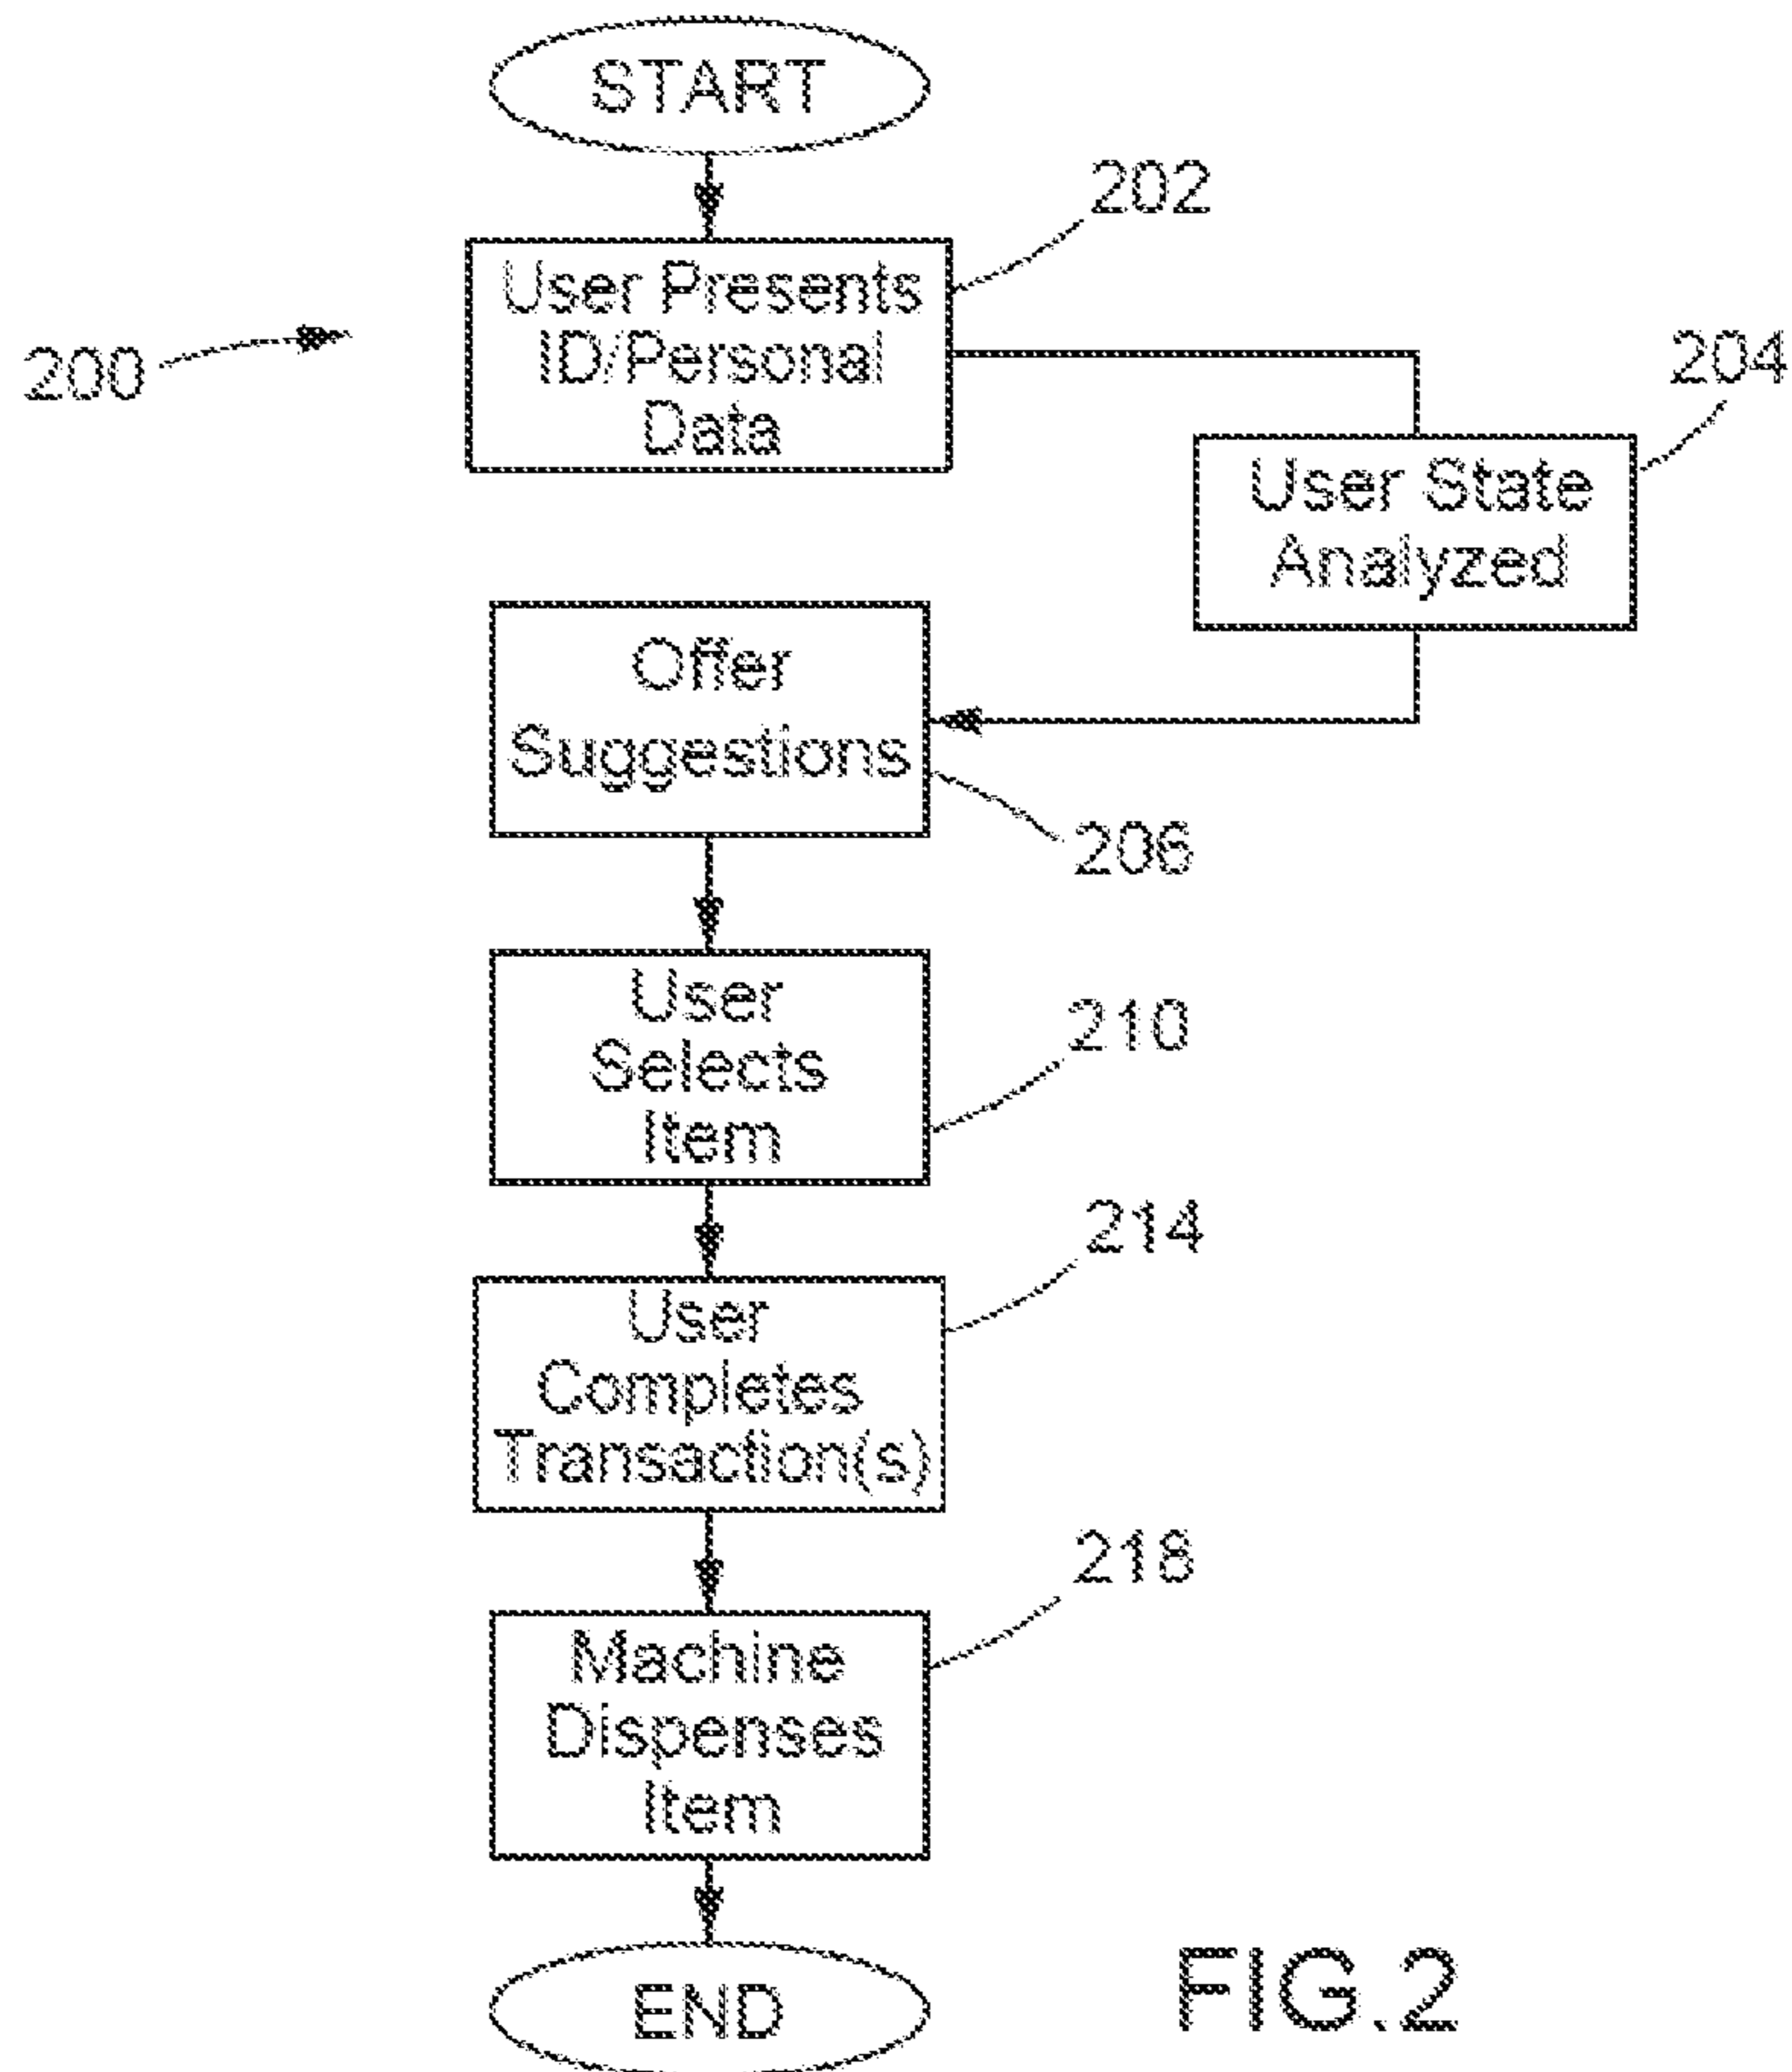 START
202
User Presents
ID/Personal
Data
200
204
User State
Analyzed
Offer
Suggestions
206
User
Selects
Item
210
214
User
Completes
Transaction(s)
218
Machine
Dispenses
Item
END
FIG.2